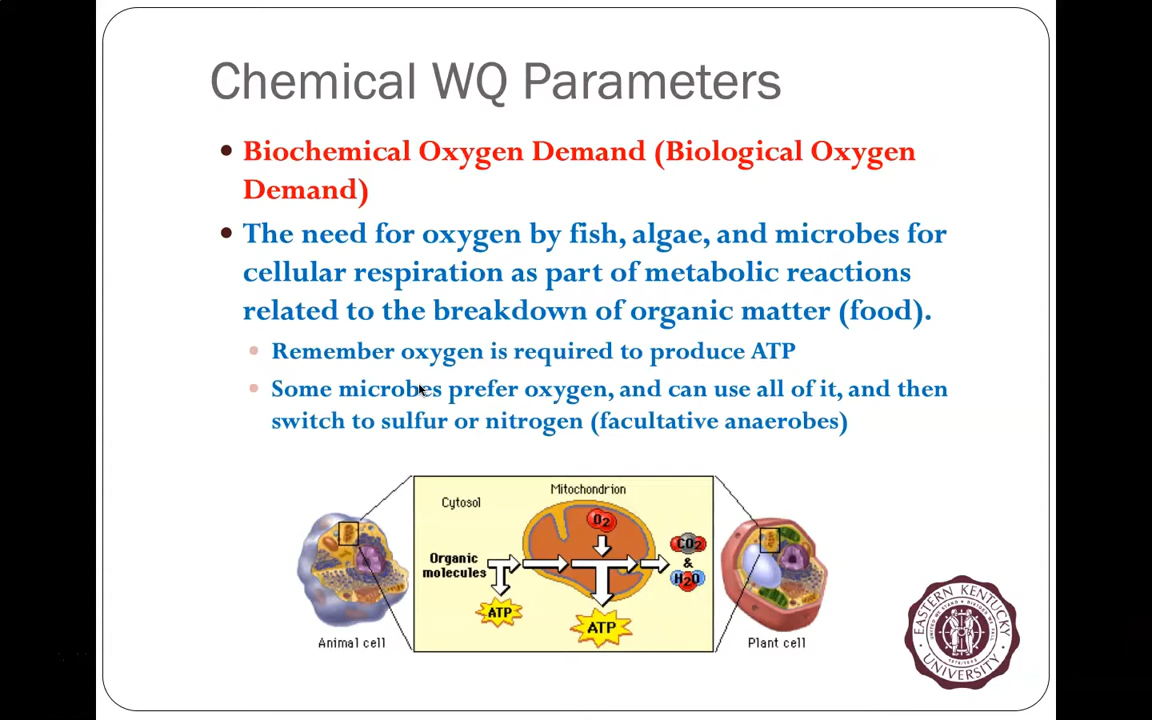 Chemical WQ Parameters
Biochemical Oxygen Demand (Biological Oxygen
Demand)
The need for oxygen by fish, algae, and microbes for
cellular respiration as part of metabolic reactions
related to the breakdown of organic matter (food).
Remember oxygen is required to produce ATP
Some microbes prefer oxygen, and can use all of it, and then
switch to sulfur or nitrogen (facultative anaerobes)
Cytosol
Mitochondrion
O2
Organic
molecules
CO2
&
H2O
ATP
ATP
Animal cell
Plant cell
EASTERN KENTUCKY
UNIVERSITY